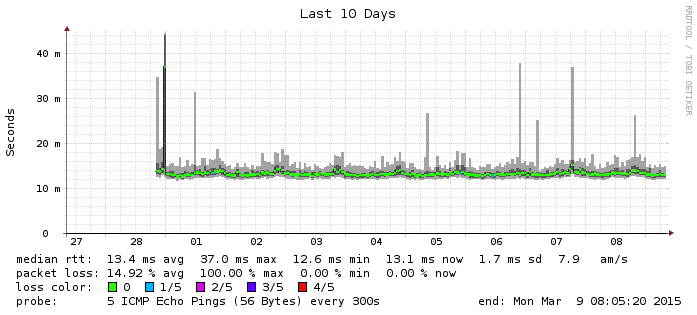 Last 10 Days
RRDTOOL / TOBI OETIKER
Seconds
40 m
30 m
20 m
10 m
0
27 28 01 02 03 04 05 06 07 08
median rtt: 13.4 ms avg 37.0 ms max 12.6 ms min 13.1 ms now 1.7 ms sd 7.9 am/s
packet loss: 14.92 % avg 100.00 % max 0.00 % min 0.00 % now
loss color: 0 1/5 2/5 3/5 4/5
probe: 5 ICMP Echo Pings (56 Bytes) every 300s end: Mon Mar 9 08:05:20 2015